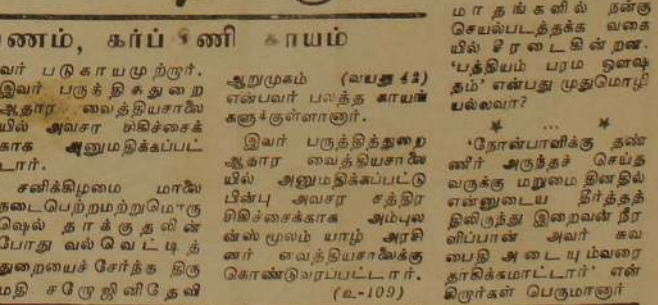 ணம், கர்ப்பிணி காயம்
வர் படுகாயமுற்றார்.
இவர் பருத்தித்துறை
ஆதார வைத்தியசாலை
யில் அவசர சிகிச்சைக்
காக அனுமதிக்கப்பட்
டார்.
சனிக்கிழமை மாலை
நடைபெற்றமற்றுமொரு
ஷெல் தாக்குதலின்
போது வல்வெட்டித்
துறையைச் சேர்ந்த திரு
மதி சரோஜினிதேவி
ஆறுமுகம் (வயது 42)
என்பவர் பலத்த காயங்
களுக்குள்ளானார்.
இவர் பருத்தித்துறை
ஆதார வைத்தியசாலை
யில் அனுமதிக்கப்பட்டு
பின்பு அவசர சத்திர
சிகிச்சைக்காக அம்புல
ன்ஸ் மூலம் யாழ் அரசி
னர் வைத்தியசாலைக்கு
கொண்டுவரப்பட்டார்.
(உ-109)
மாதங்களில் நன்கு
செயல்படத்தக்க வகை
யில் சீரடைகின்றன.
'பத்தியம் பரம ஔஷ
தம்' என்பது முதுமொழி
யல்லவா?
* ... *
'நோன்பாளிக்கு தண்
ணீர் அருந்தச் செய்த
வருக்கு மறுமை தினதில்
என்னுடைய தீர்த்தத்
திலிருந்து இறைவன் நீர
ளிப்பான் அவர் சுவ
பைதி அடையும்வரை
தாகிக்கமாட்டார்' என்
கிறார்கள் பெருமானார்